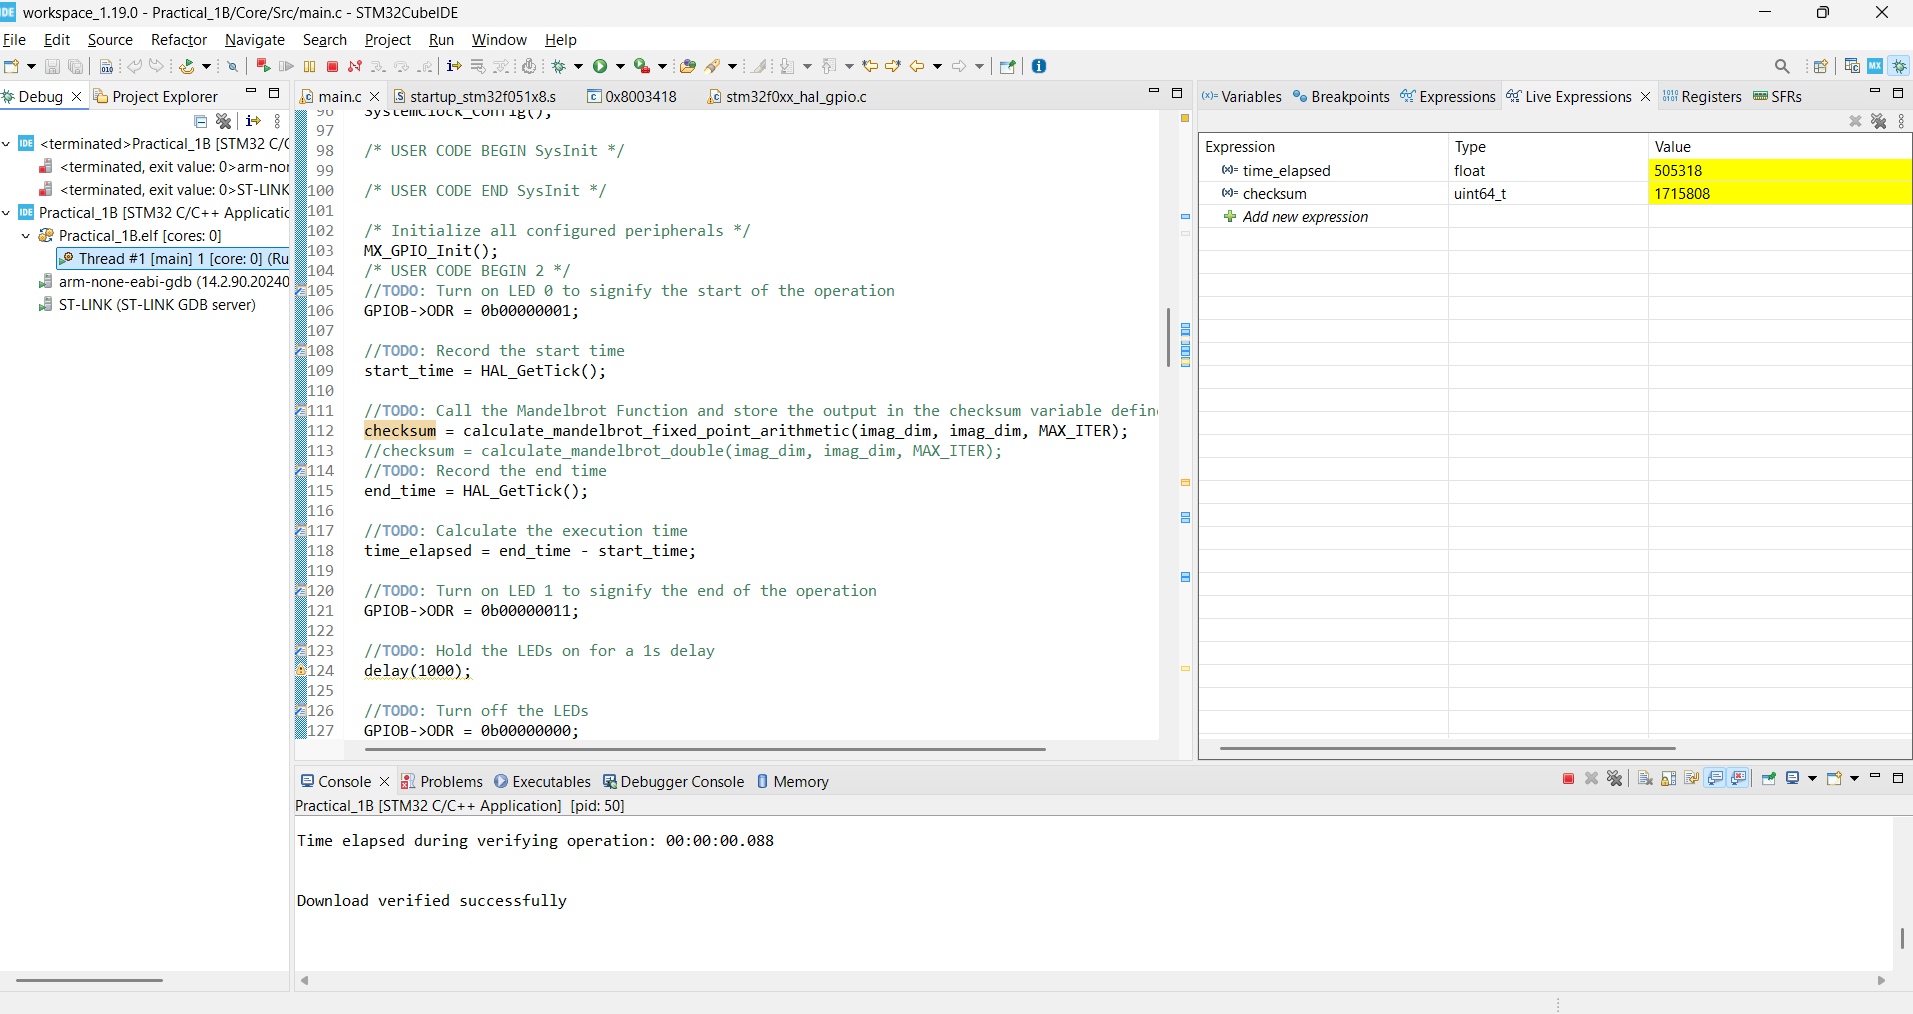 IDE workspace_1.19.0 - Practical_1B/Core/Src/main.c - STM32CubeIDE
File Edit Source Refactor Navigate Search Project Run Window Help
Debug Project Explorer
IDE <terminated>Practical_1B [STM32 C/C
<terminated, exit value: 0>arm-no
<terminated, exit value: 0>ST-LINK
IDE Practical_1B [STM32 C/C++ Applicatic
Practical_1B.elf [cores: 0]
Thread #1 [main] 1 [core: 0] (Ru
arm-none-eabi-gdb (14.2.90.20240
ST-LINK (ST-LINK GDB server)
main.c startup_stm32f051x8.s 0x8003418 stm32f0xx_hal_gpio.c
96 SystemClock_Config();
97
98 /* USER CODE BEGIN SysInit */
99
100 /* USER CODE END SysInit */
101
102 /* Initialize all configured peripherals */
103 MX_GPIO_Init();
104 /* USER CODE BEGIN 2 */
105 //TODO: Turn on LED 0 to signify the start of the operation
106 GPIOB->ODR = 0b00000001;
107
108 //TODO: Record the start time
109 start_time = HAL_GetTick();
110
111 //TODO: Call the Mandelbrot Function and store the output in the checksum variable defin
112 checksum = calculate_mandelbrot_fixed_point_arithmetic(imag_dim, imag_dim, MAX_ITER);
113 //checksum = calculate_mandelbrot_double(imag_dim, imag_dim, MAX_ITER);
114 //TODO: Record the end time
115 end_time = HAL_GetTick();
116
117 //TODO: Calculate the execution time
118 time_elapsed = end_time - start_time;
119
120 //TODO: Turn on LED 1 to signify the end of the operation
121 GPIOB->ODR = 0b00000011;
122
123 //TODO: Hold the LEDs on for a 1s delay
124 delay(1000);
125
126 //TODO: Turn off the LEDs
127 GPIOB->ODR = 0b00000000;
Variables Breakpoints Expressions Live Expressions Registers SFRs
Expression Type Value
time_elapsed float 505318
checksum uint64_t 1715808
Add new expression
Console Problems Executables Debugger Console Memory
Practical_1B [STM32 C/C++ Application] [pid: 50]
Time elapsed during verifying operation: 00:00:00.088
Download verified successfully